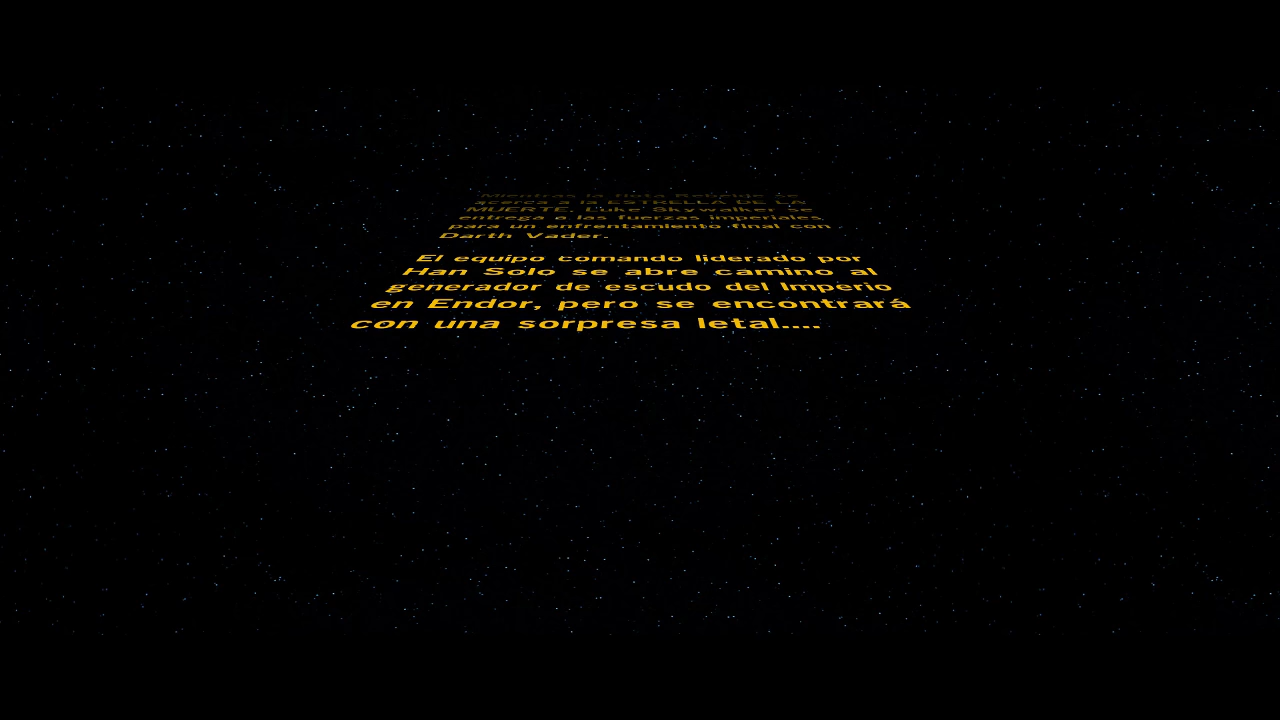 Mientras la flota Rebelde se
acerca a la ESTRELLA DE LA
MUERTE, Luke Skywalker se
entrega a las fuerzas imperiales
para un enfrentamiento final con
Darth Vader.
El equipo comando liderado por
Han Solo se abre camino al
generador de escudo del Imperio
en Endor, pero se encontrará
con una sorpresa letal....